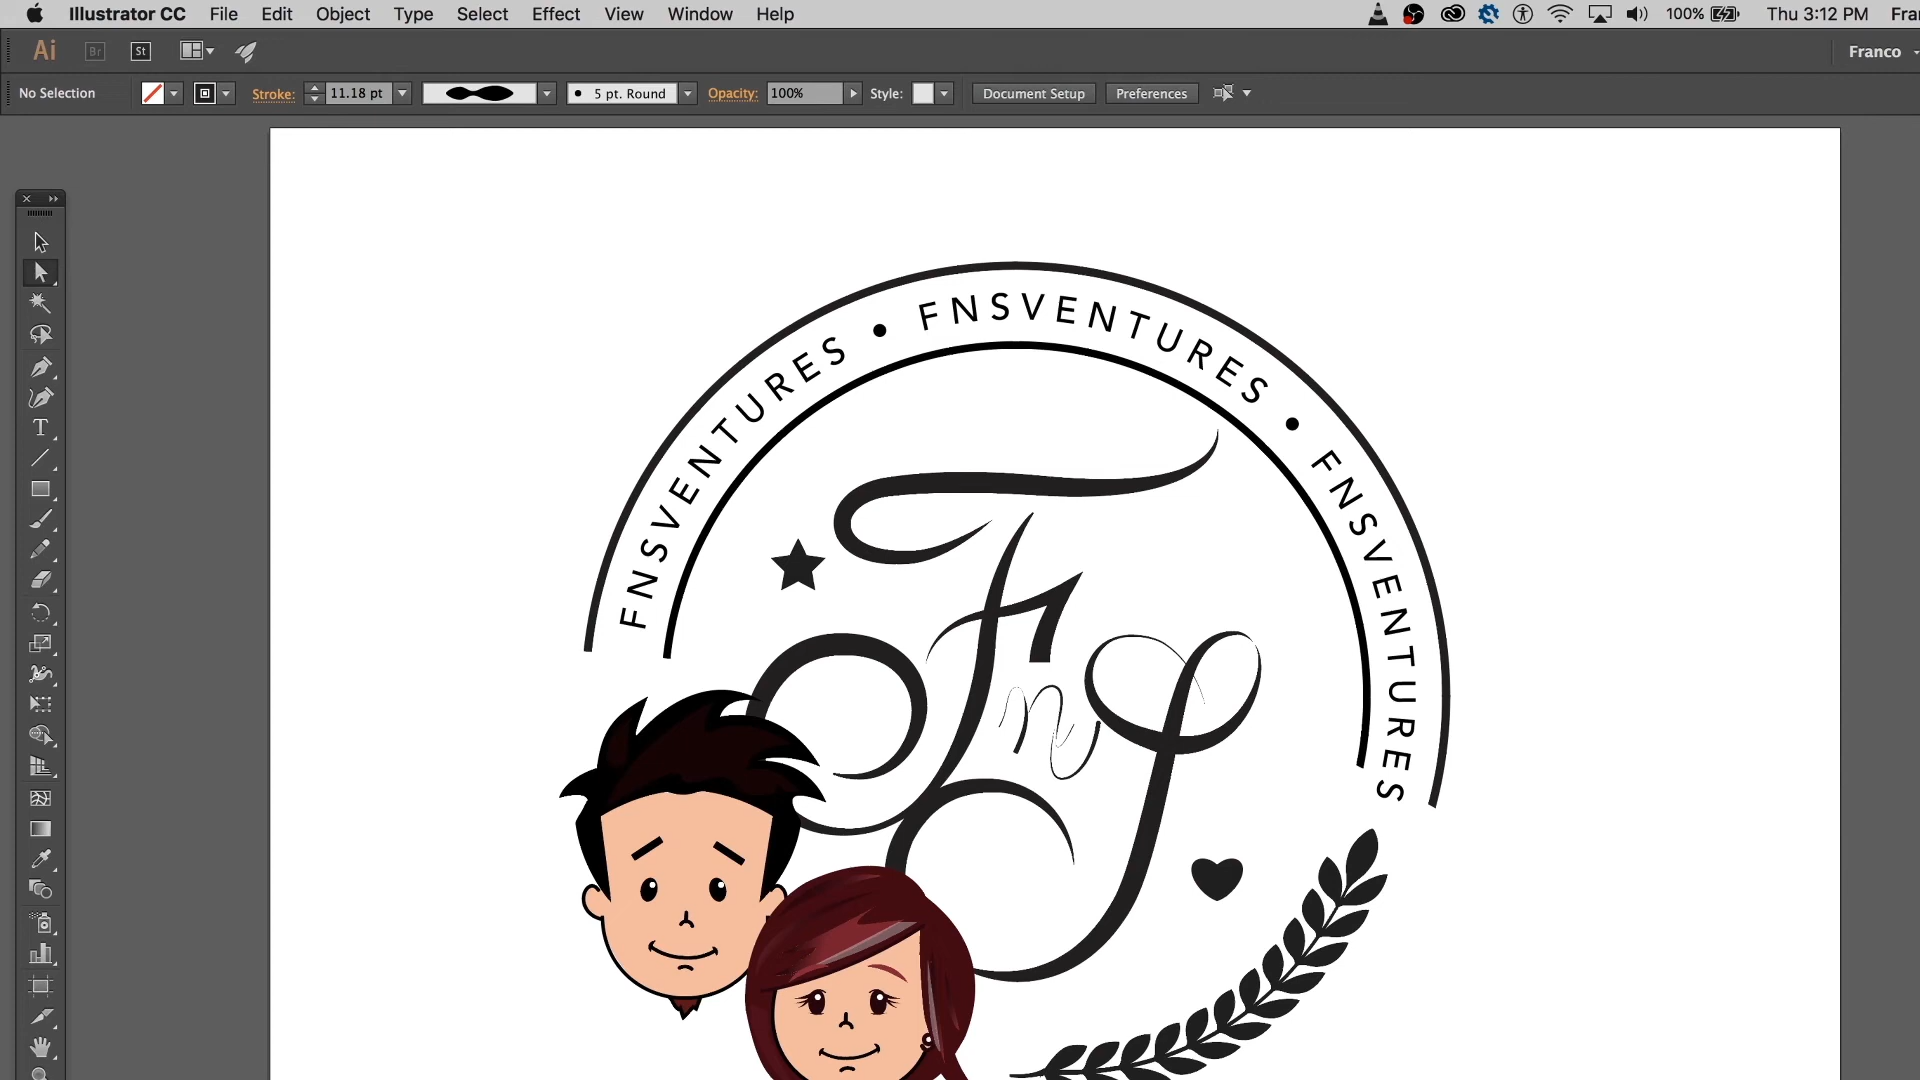 Illustrator CC File Edit Object Type Select Effect View Window Help 100% Thu 3:12 PM Fra
Ai Br St Franco
No Selection Stroke: 11.18 pt 5 pt. Round Opacity: 100% Style: Document Setup Preferences
FNSVENTURES • FNSVENTURES • FNSVENTURES
FnS
T